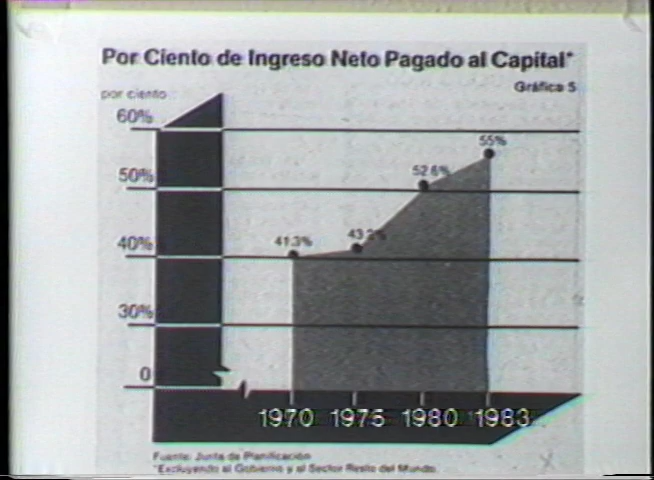 Por Ciento de Ingreso Neto Pagado al Capital*
Gráfica 5
por ciento
60%
50%
40%
30%
0
41.3%
52.6%
55%
1970 1975 1980 1983
Fuente: Junta de Planificación
*Excluyendo al Gobierno y al Sector Resto del Mundo.